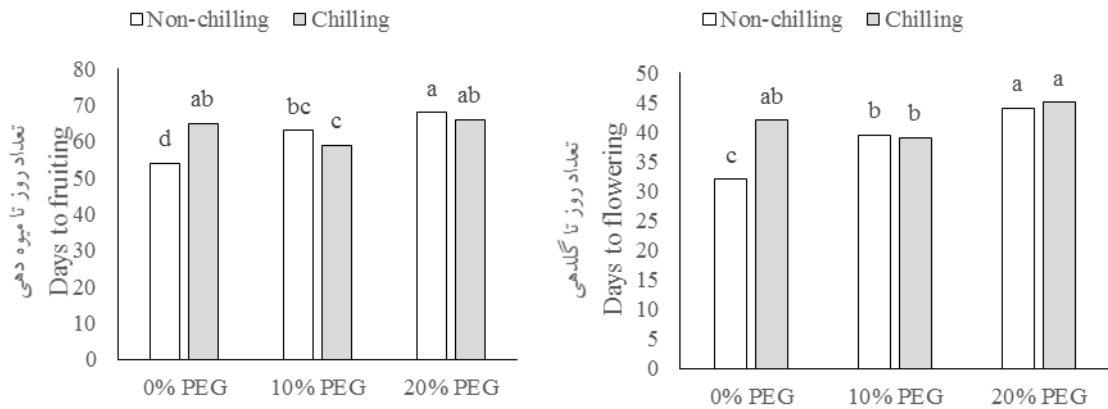 Non-chilling Chilling
80
70
60
50
40
30
20
10
0
تعداد روز تا میوه دهی
Days to fruiting
d ab bc c a ab
0% PEG 10% PEG 20% PEG
Non-chilling Chilling
50
45
40
35
30
25
20
15
10
5
0
تعداد روز تا گلدهی
Days to flowering
c ab b b a a
0% PEG 10% PEG 20% PEG